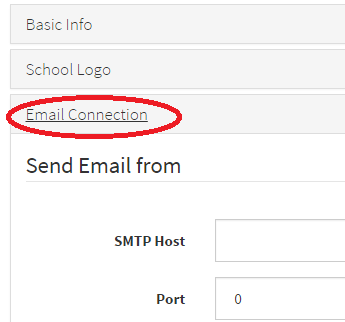 Basic Info
School Logo
Email Connection
Send Email from
SMTP Host
Port 0